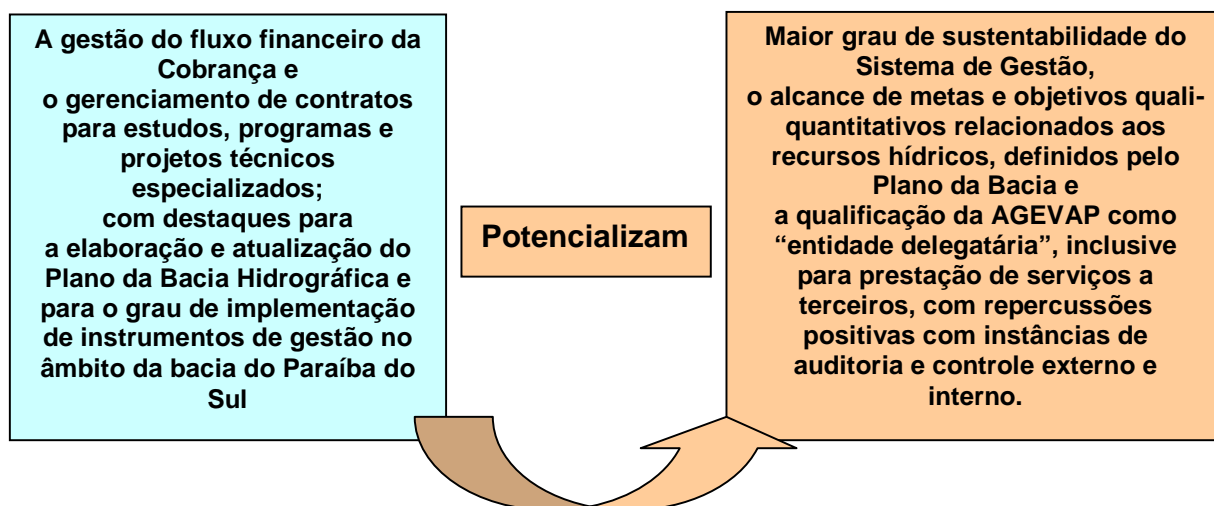 A gestão do fluxo financeiro da
Cobrança e
o gerenciamento de contratos
para estudos, programas e
projetos técnicos
especializados;
com destaques para
a elaboração e atualização do
Plano da Bacia Hidrográfica e
para o grau de implementação
de instrumentos de gestão no
âmbito da bacia do Paraíba do
Sul
Potencializam
Maior grau de sustentabilidade do
Sistema de Gestão,
o alcance de metas e objetivos quali-
quantitativos relacionados aos
recursos hídricos, definidos pelo
Plano da Bacia e
a qualificação da AGEVAP como
“entidade delegatária”, inclusive
para prestação de serviços a
terceiros, com repercussões
positivas com instâncias de
auditoria e controle externo e
interno.